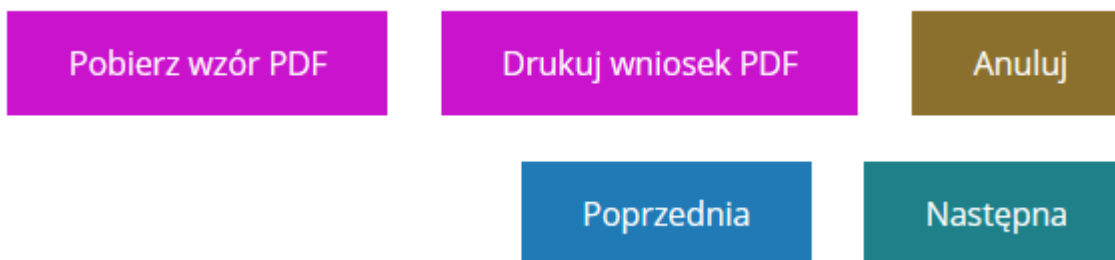 Pobierz wzór PDF Drukuj wniosek PDF Anuluj
Poprzednia Następna